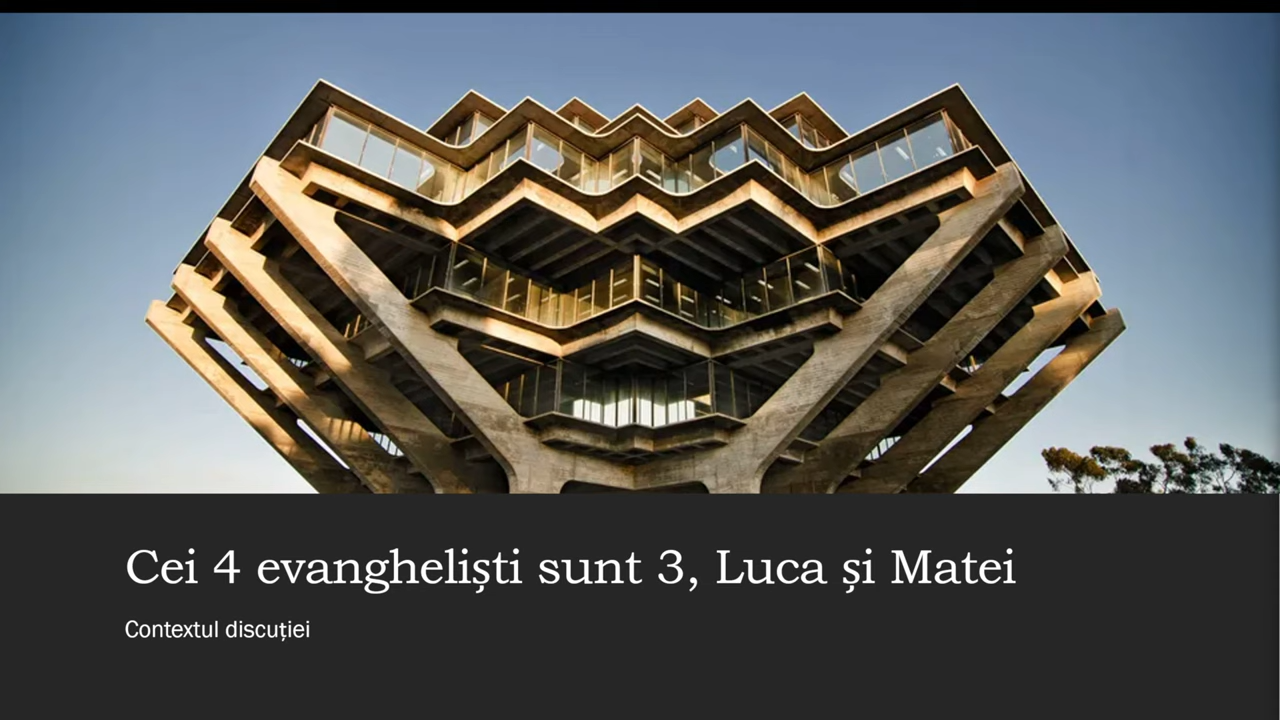 Cei 4 evangheliști sunt 3, Luca și Matei
Contextul discuției